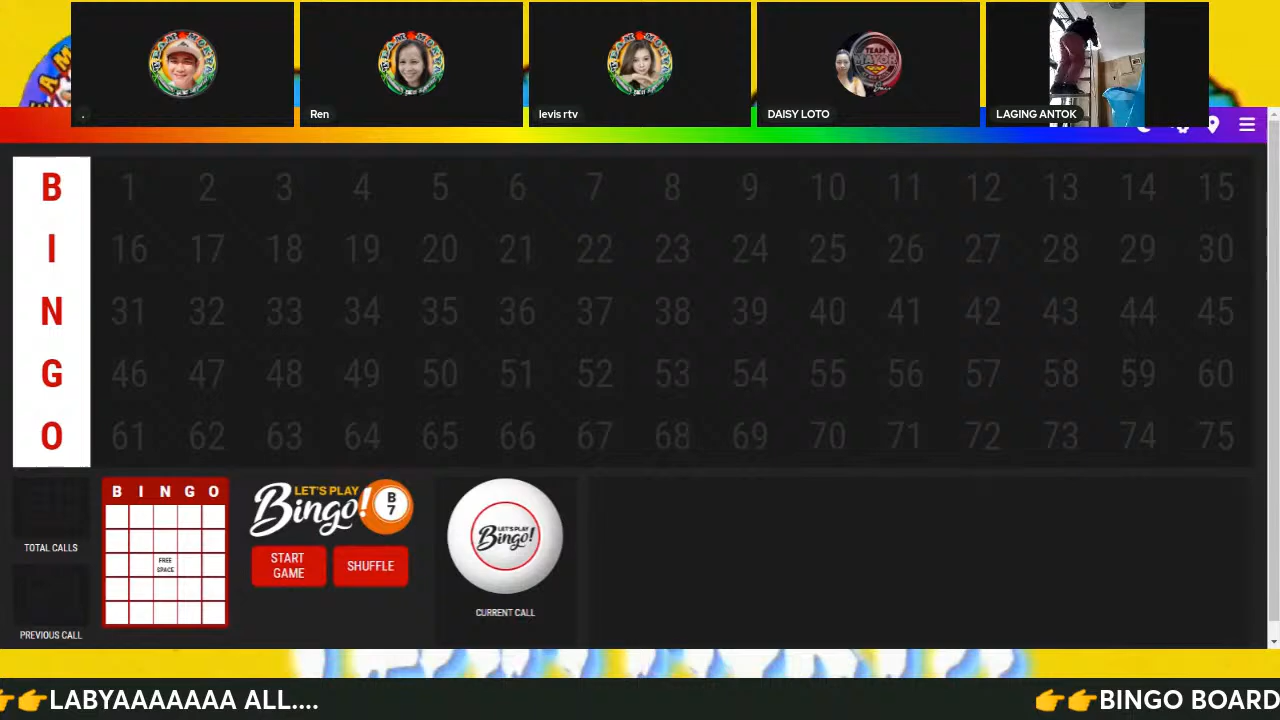 .
Ren
levis rtv
DAISY LOTO
LAGING ANTOK
B 1 2 3 4 5 6 7 8 9 10 11 12 13 14 15
I 16 17 18 19 20 21 22 23 24 25 26 27 28 29 30
N 31 32 33 34 35 36 37 38 39 40 41 42 43 44 45
G 46 47 48 49 50 51 52 53 54 55 56 57 58 59 60
O 61 62 63 64 65 66 67 68 69 70 71 72 73 74 75
TOTAL CALLS
PREVIOUS CALL
B I N G O
FREE
SPACE
LET'S PLAY
Bingo!
B
7
START
GAME
SHUFFLE
LET'S PLAY
Bingo!
CURRENT CALL
👉👉LABYAAAAAAA ALL....
👉👉BINGO BOARD